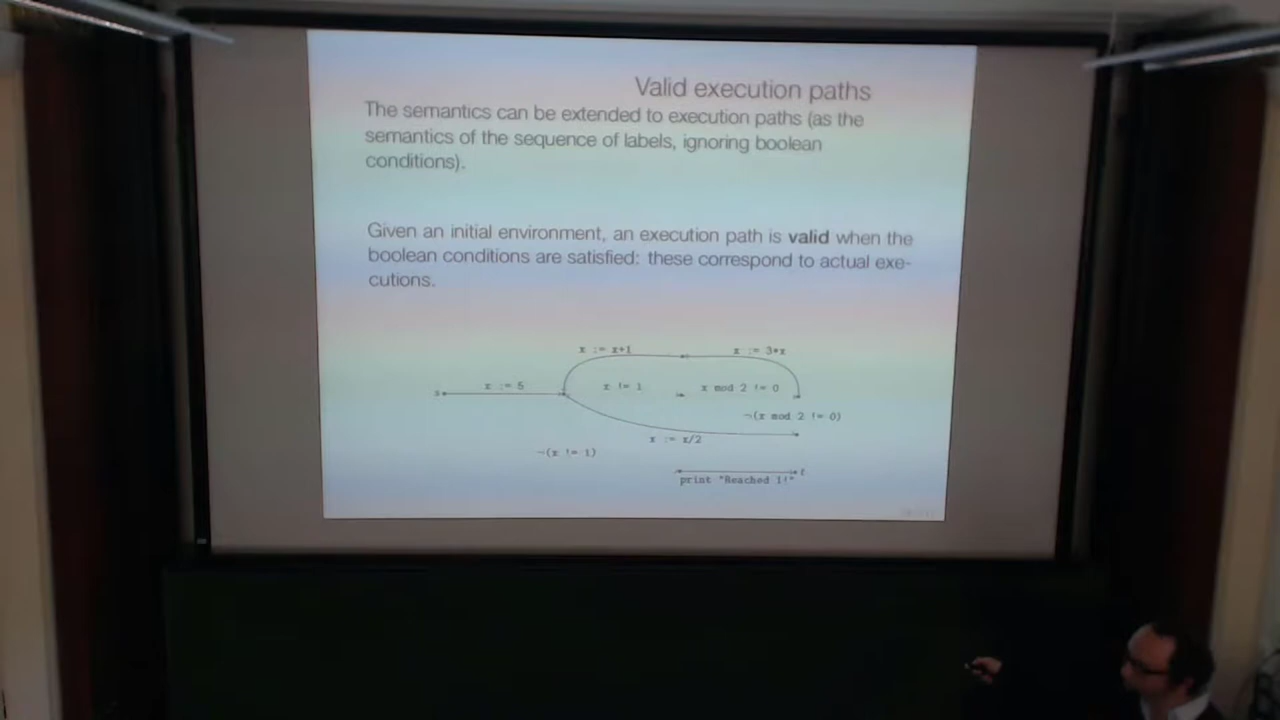 Valid execution paths
The semantics can be extended to execution paths (as the
semantics of the sequence of labels, ignoring boolean
conditions).
Given an initial environment, an execution path is valid when the
boolean conditions are satisfied: these correspond to actual exe-
cutions.
x := x+1
x := 3*x
x := 5
x != 1
x mod 2 != 0
s
¬(x mod 2 != 0)
x := x/2
¬(x != 1)
t
print "Reached 1!"